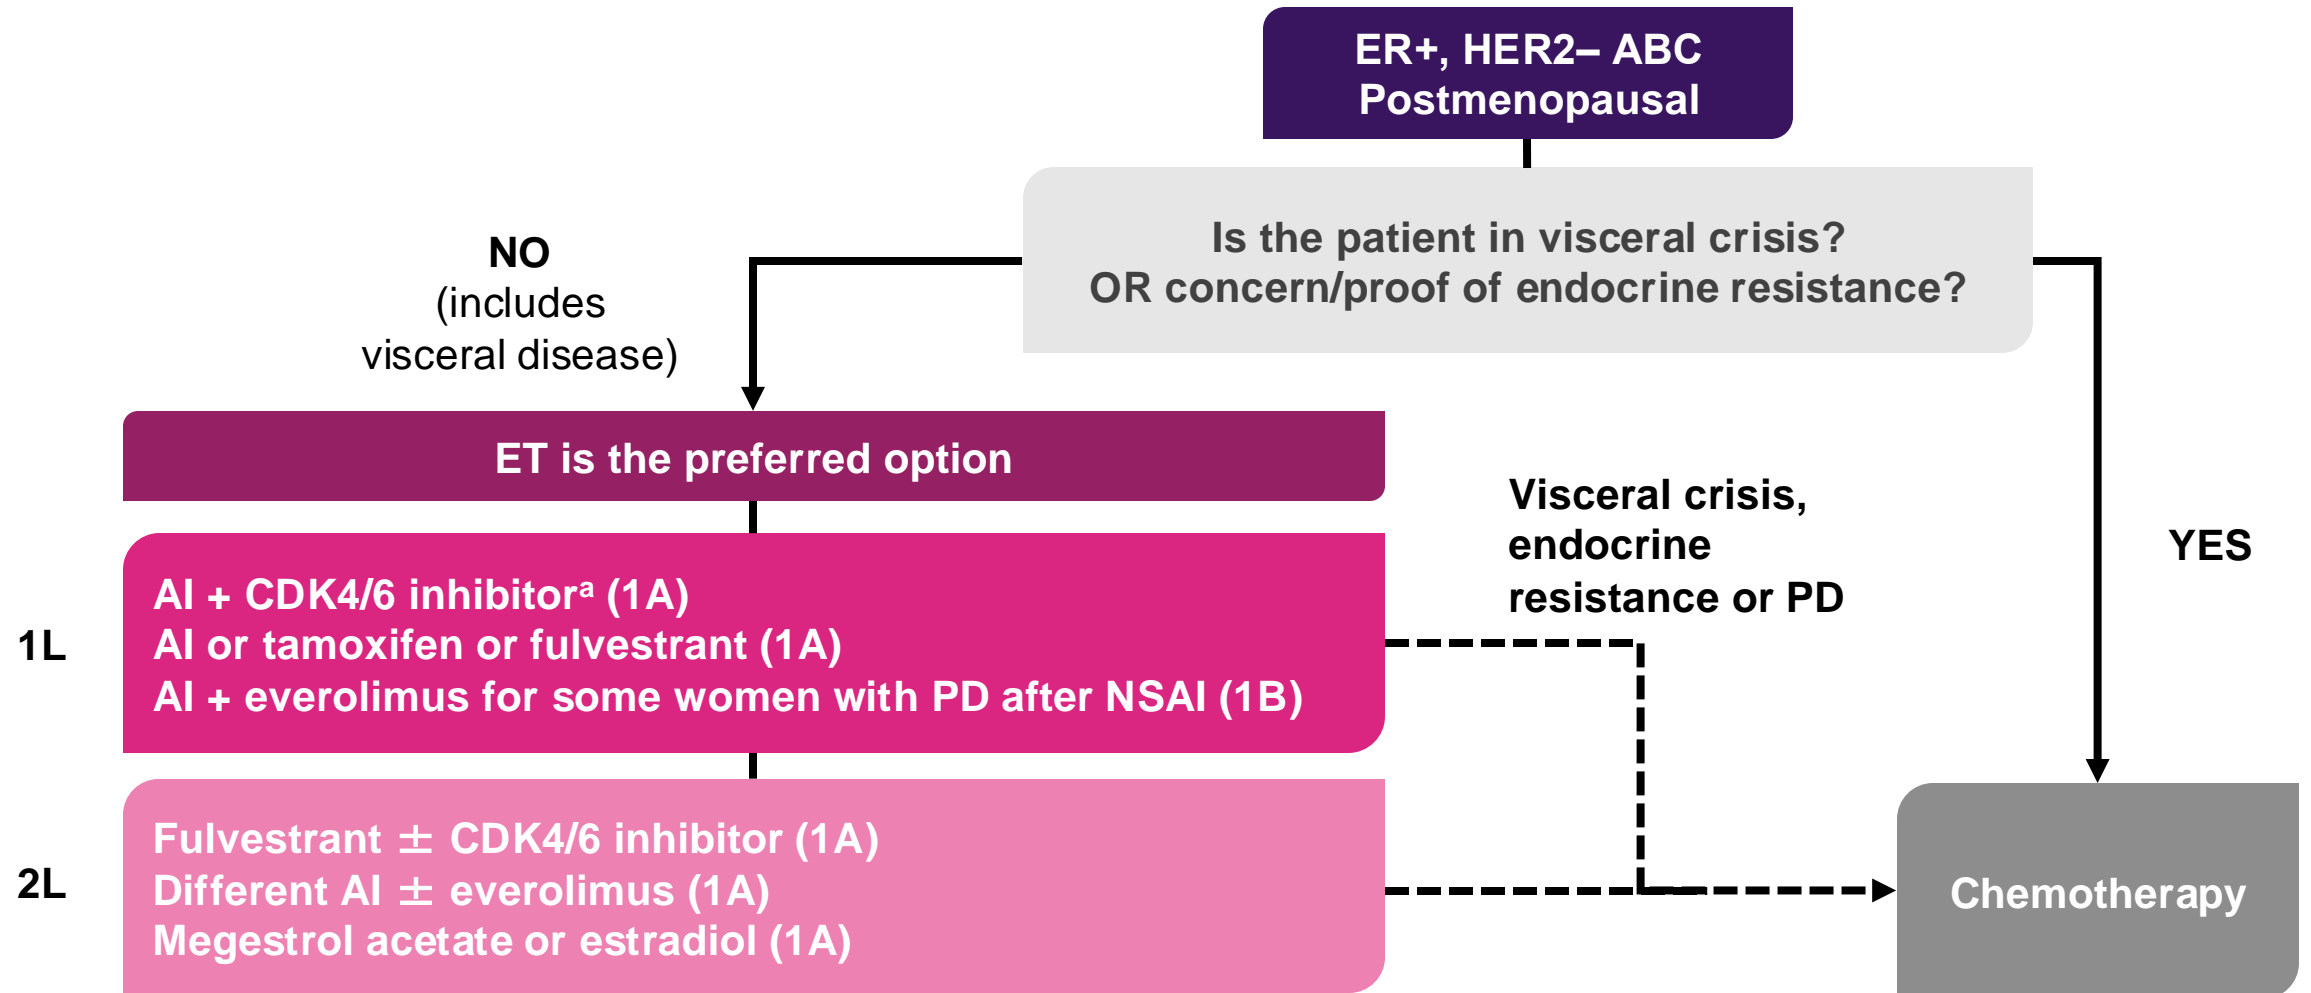 ER+, HER2– ABC
Postmenopausal
Is the patient in visceral crisis?
OR concern/proof of endocrine resistance?
NO
(includes
visceral disease)
YES
ET is the preferred option
Visceral crisis,
endocrine
resistance or PD
1L
AI + CDK4/6 inhibitorᵃ (1A)
AI or tamoxifen or fulvestrant (1A)
AI + everolimus for some women with PD after NSAI (1B)
2L
Fulvestrant ± CDK4/6 inhibitor (1A)
Different AI ± everolimus (1A)
Megestrol acetate or estradiol (1A)
Chemotherapy